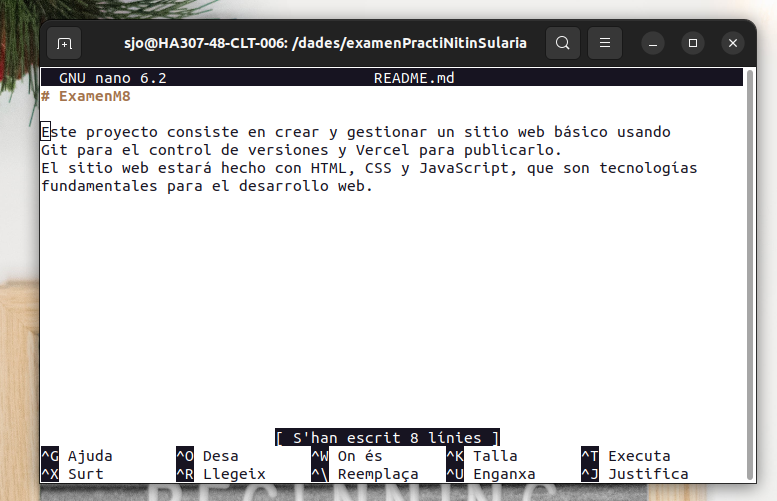 sjo@HA307-48-CLT-006: /dades/examenPractiNitinSularia
GNU nano 6.2 README.md
# ExamenM8
Este proyecto consiste en crear y gestionar un sitio web básico usando
Git para el control de versiones y Vercel para publicarlo.
El sitio web estará hecho con HTML, CSS y JavaScript, que son tecnologías
fundamentales para el desarrollo web.
[ S'han escrit 8 línies ]
^G Ajuda ^O Desa ^W On és ^K Talla ^T Executa
^X Surt ^R Llegeix ^\ Reemplaça ^U Enganxa ^J Justifica